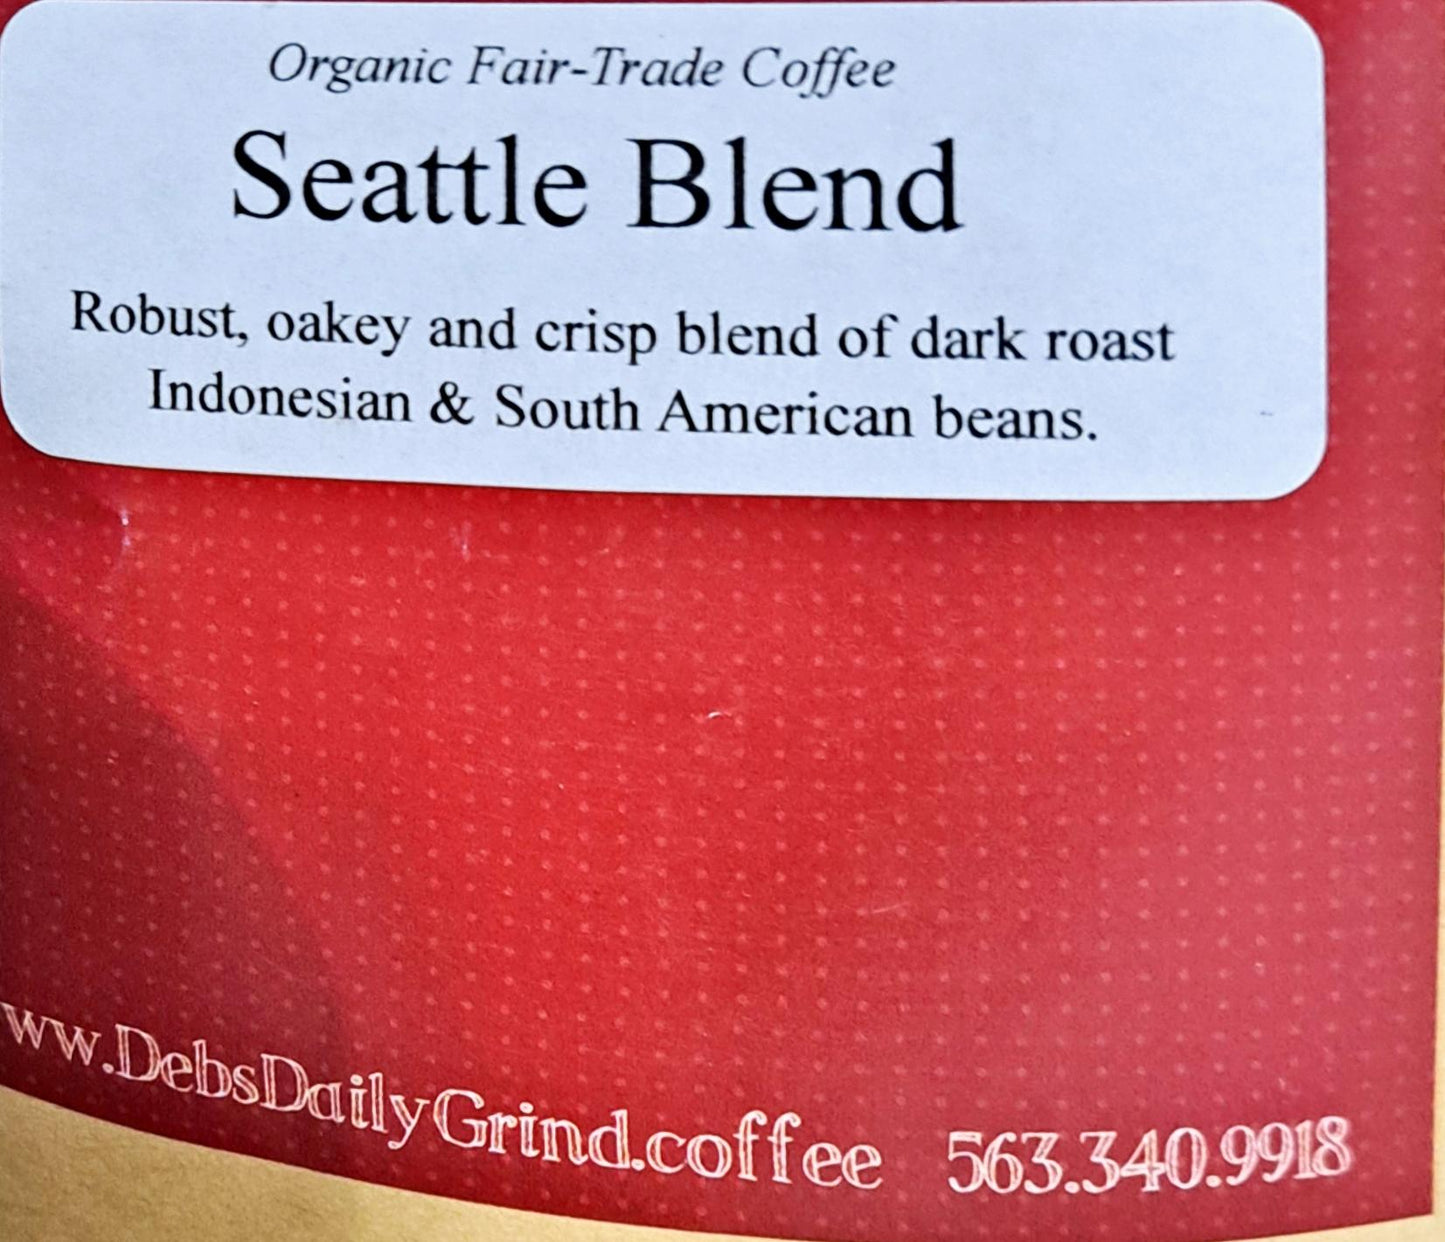 Organic Fair-Trade Coffee
Seattle Blend
Robust, oakey and crisp blend of dark roast
Indonesian & South American beans.
ww.DebsDailyGrind.coffee 563.340.9918